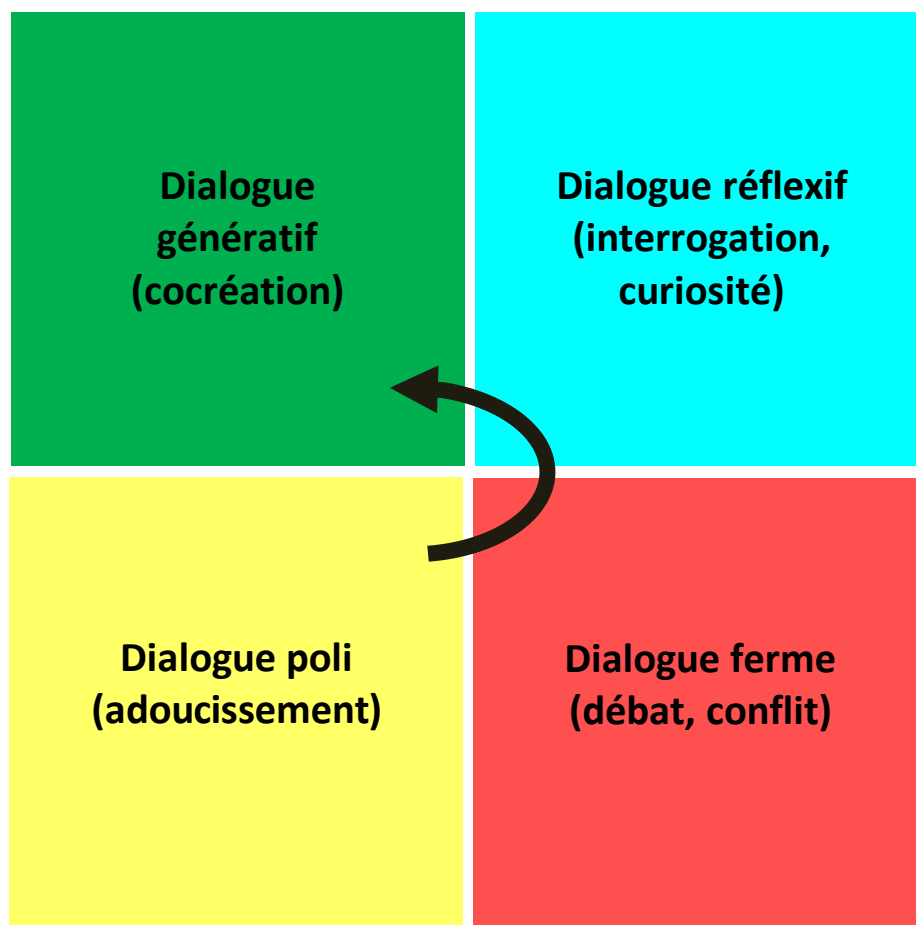 Dialogue
génératif
(cocréation)
Dialogue réflexif
(interrogation,
curiosité)
Dialogue poli
(adoucissement)
Dialogue ferme
(débat, conflit)